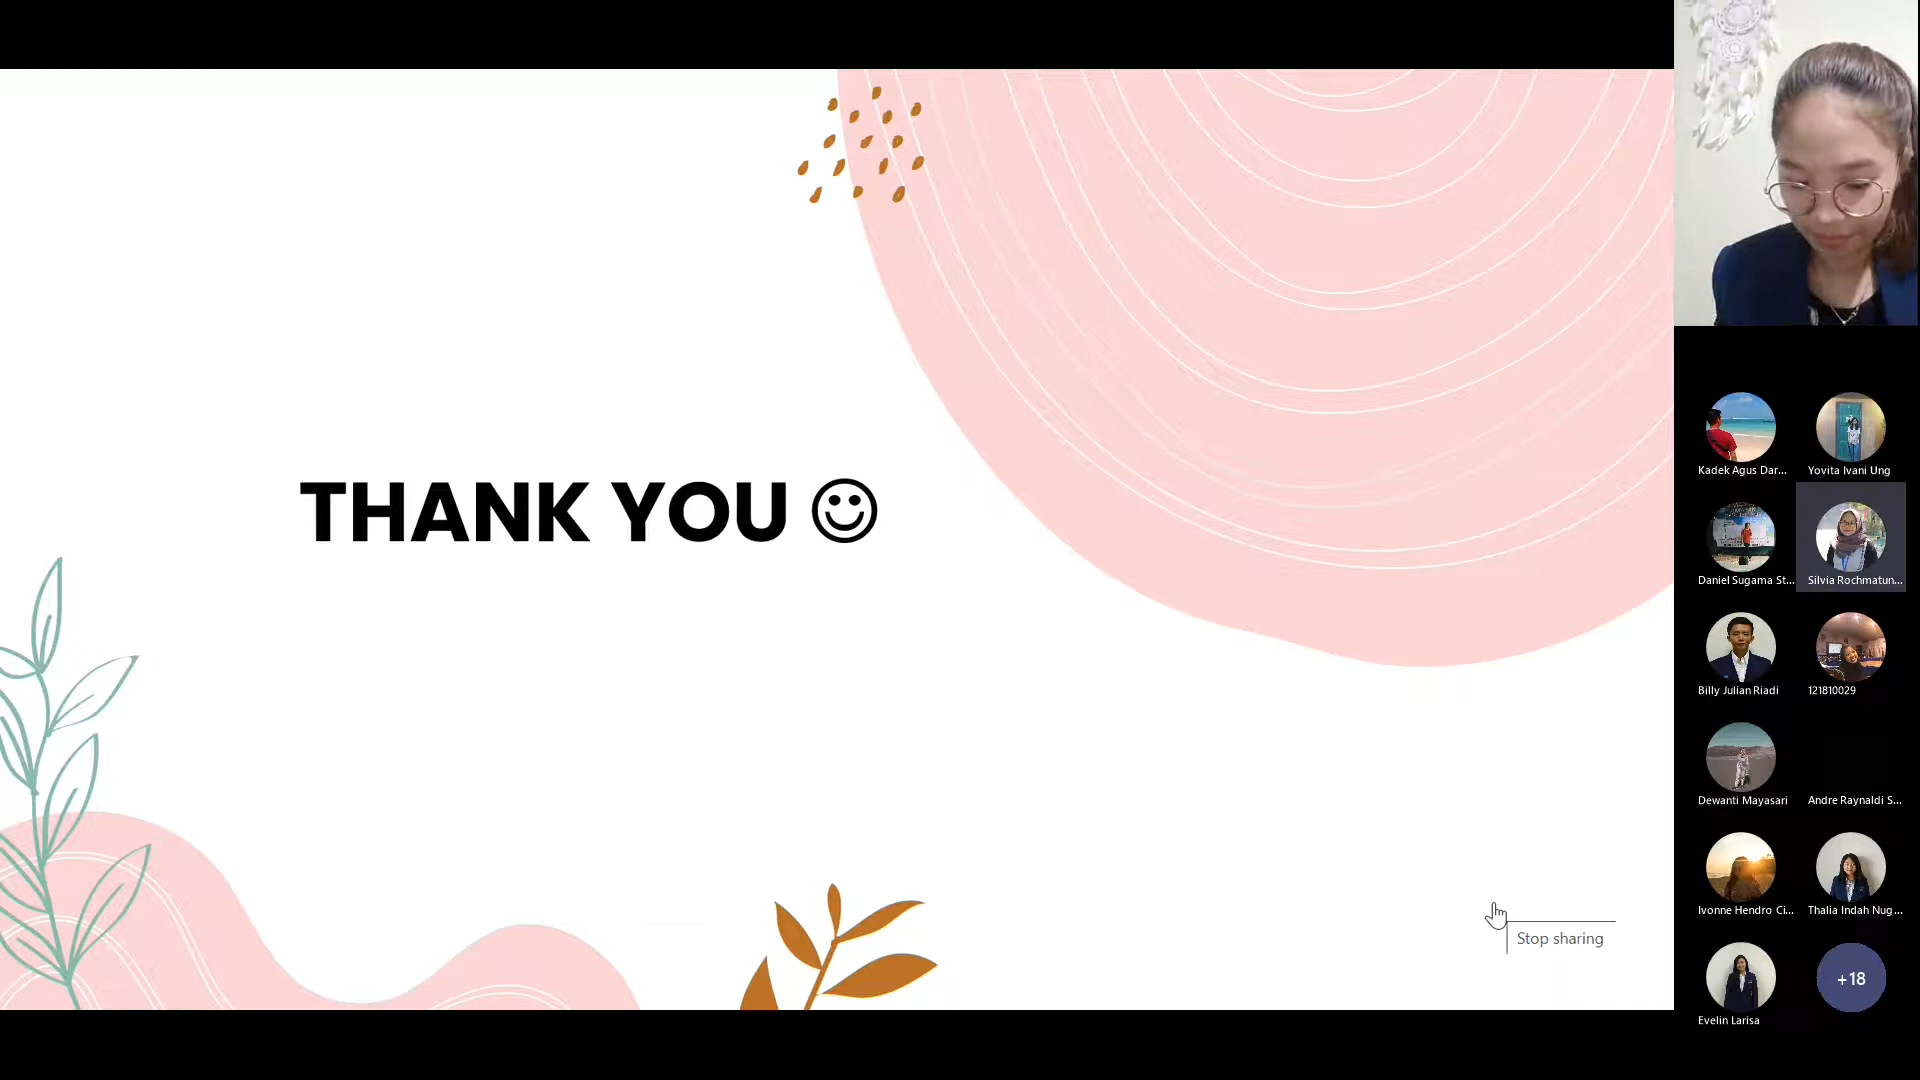 THANK YOU ☺
Stop sharing
Kadek Agus Dar...
Yovita Ivani Ung
Daniel Sugama St...
Silvia Rochmatun...
Billy Julian Riadi
121810029
Dewanti Mayasari
Andre Raynaldi S...
Ivonne Hendro Ci...
Thalia Indah Nug...
Evelin Larisa
+18